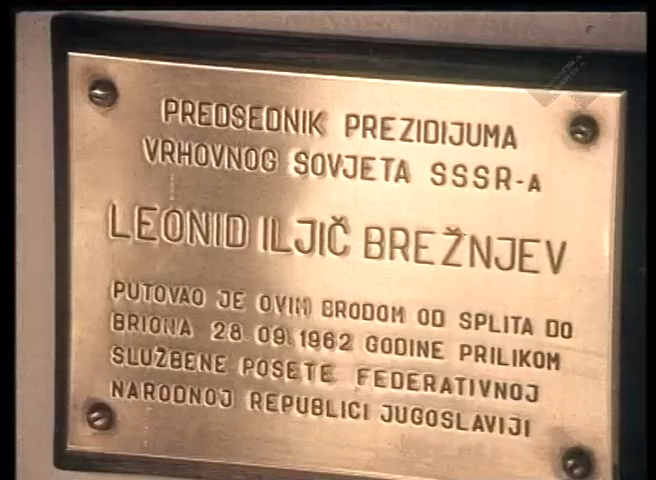 PREDSEDNIK PREZIDIJUMA
VRHOVNOG SOVJETA SSSR-A
LEONID ILJIČ BREŽNJEV
PUTOVAO JE OVIM BRODOM OD SPLITA DO
BRIONA 28.09.1962 GODINE PRILIKOM
SLUŽBENE POSETE FEDERATIVNOJ
NARODNOJ REPUBLICI JUGOSLAVIJI